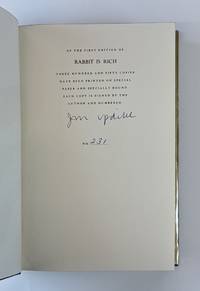 OF THE FIRST EDITION OF
RABBIT IS RICH
THREE HUNDRED AND FIFTY COPIES
HAVE BEEN PRINTED ON SPECIAL
PAPER AND SPECIALLY BOUND
EACH COPY IS SIGNED BY THE
AUTHOR AND NUMBERED
John Updike
NO 231